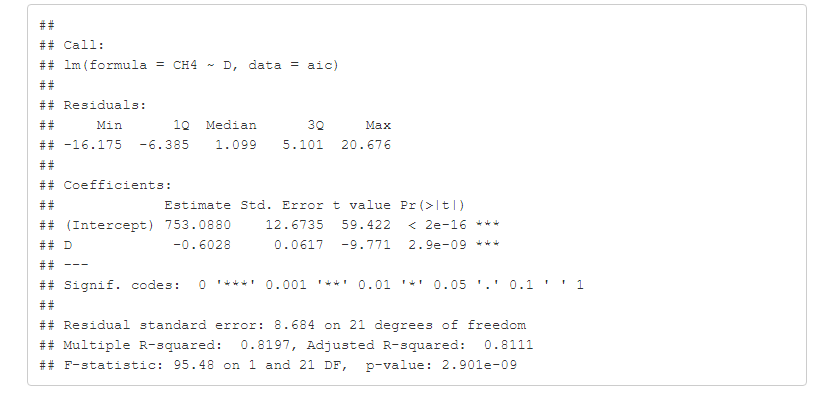 ##
## Call:
## lm(formula = CH4 ~ D, data = aic)
##
## Residuals:
##     Min      1Q  Median      3Q     Max
## -16.175  -6.385   1.099   5.101  20.676
##
## Coefficients:
##             Estimate Std. Error t value Pr(>|t|)
## (Intercept) 753.0880    12.6735  59.422  < 2e-16 ***
## D            -0.6028     0.0617  -9.771  2.9e-09 ***
## ---
## Signif. codes:  0 '***' 0.001 '**' 0.01 '*' 0.05 '.' 0.1 ' ' 1
##
## Residual standard error: 8.684 on 21 degrees of freedom
## Multiple R-squared:  0.8197, Adjusted R-squared:  0.8111
## F-statistic: 95.48 on 1 and 21 DF,  p-value: 2.901e-09